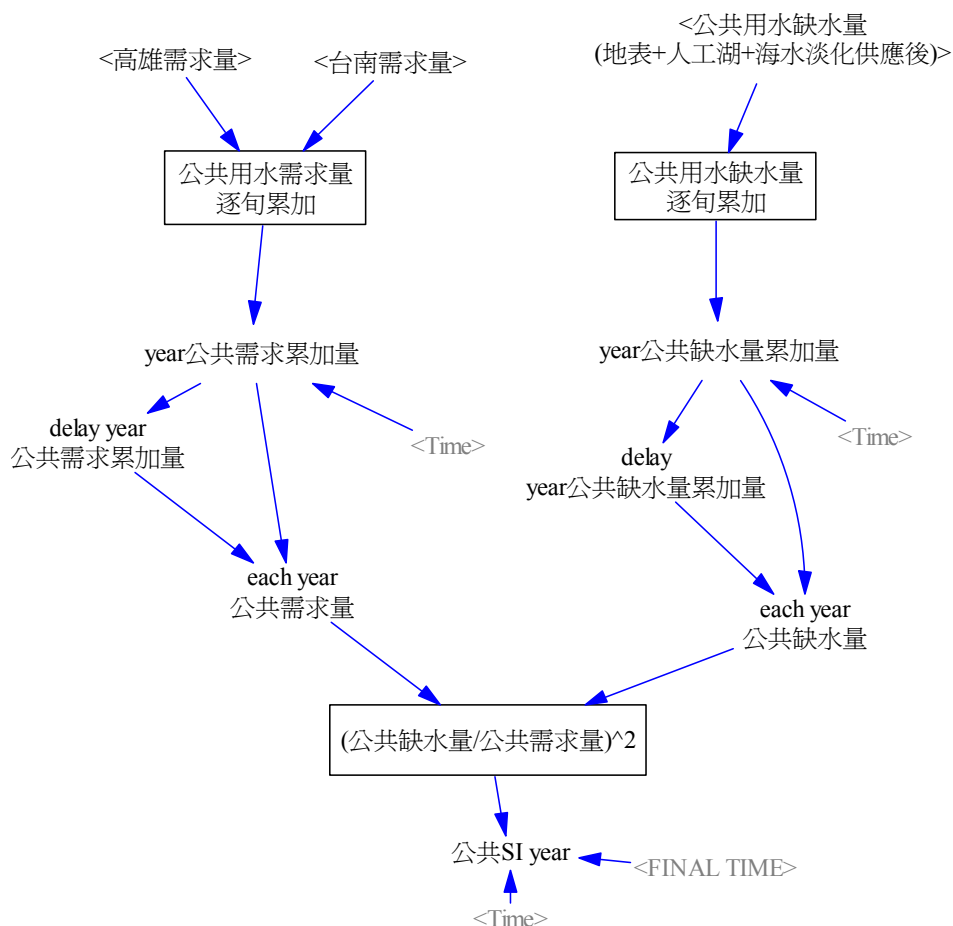 <高雄需求量>
<台南需求量>
<公共用水缺水量
(地表+人工湖+海水淡化供應後)>
公共用水需求量
逐旬累加
公共用水缺水量
逐旬累加
year公共需求累加量
year公共缺水量累加量
delay year
公共需求累加量
<Time>
<Time>
delay
year公共缺水量累加量
each year
公共需求量
each year
公共缺水量
(公共缺水量/公共需求量)^2
公共SI year
<FINAL TIME>
<Time>